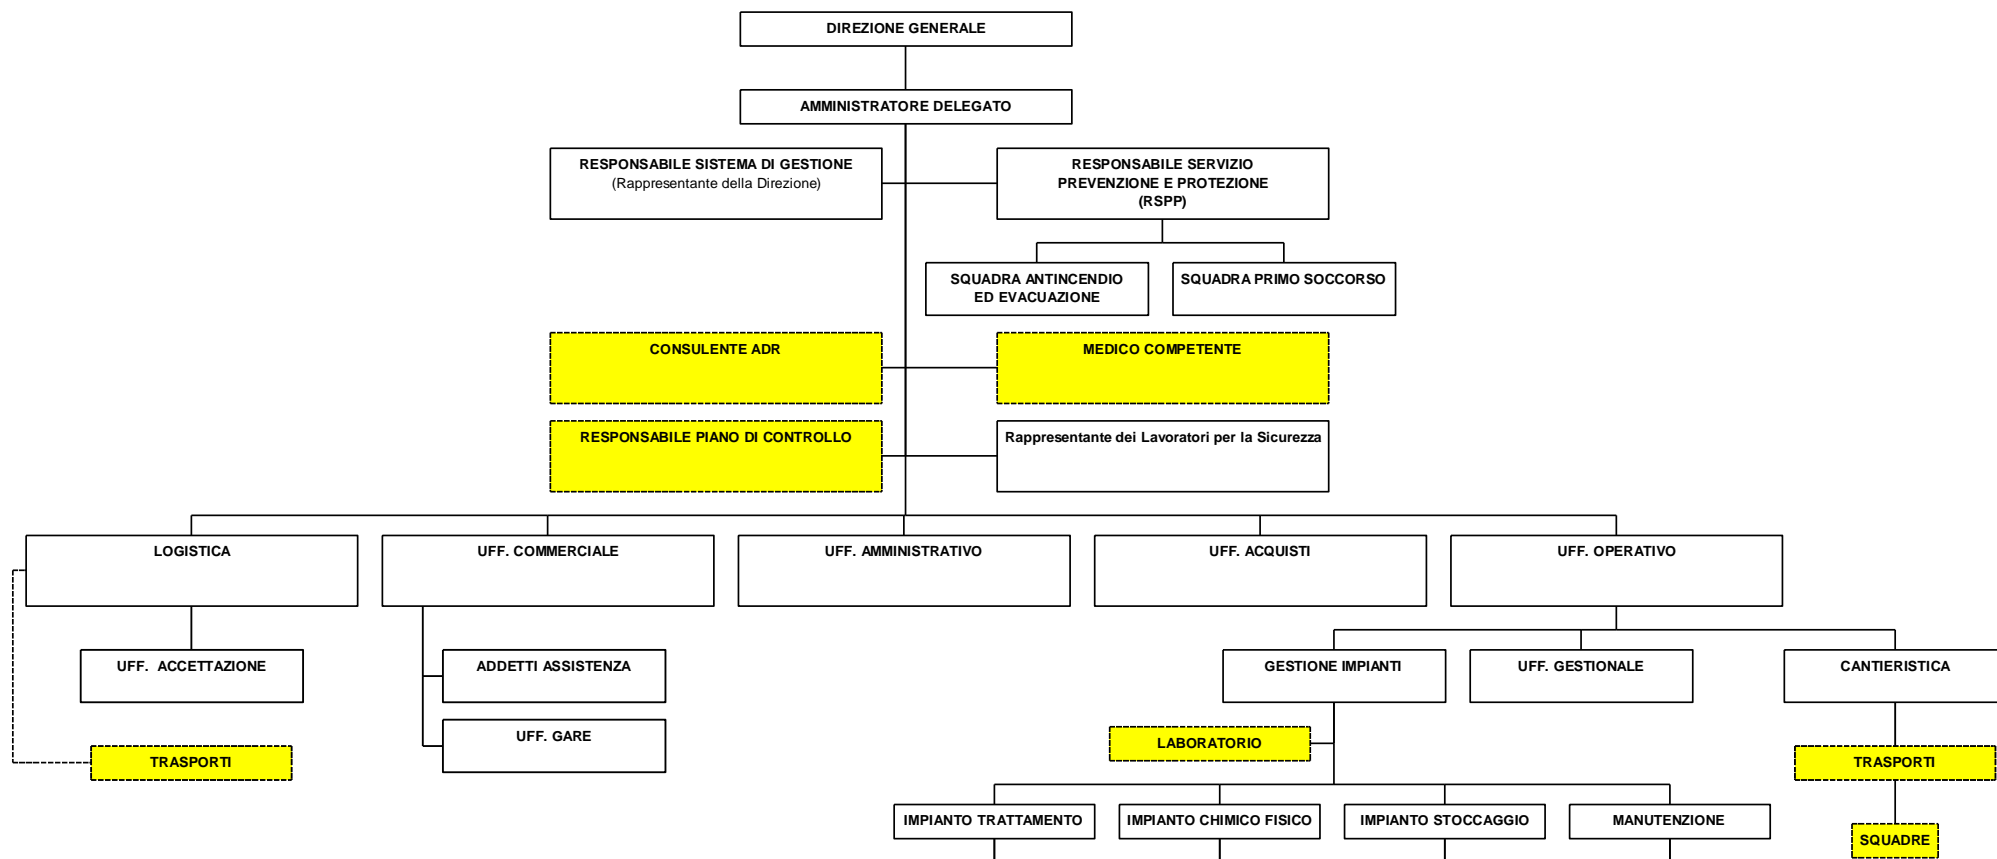 DIREZIONE GENERALE
AMMINISTRATORE DELEGATO
RESPONSABILE SISTEMA DI GESTIONE
(Rappresentante della Direzione)
RESPONSABILE SERVIZIO
PREVENZIONE E PROTEZIONE
(RSPP)
SQUADRA ANTINCENDIO
ED EVACUAZIONE
SQUADRA PRIMO SOCCORSO
CONSULENTE ADR
MEDICO COMPETENTE
RESPONSABILE PIANO DI CONTROLLO
Rappresentante dei Lavoratori per la Sicurezza
LOGISTICA
UFF. COMMERCIALE
UFF. AMMINISTRATIVO
UFF. ACQUISTI
UFF. OPERATIVO
UFF. ACCETTAZIONE
ADDETTI ASSISTENZA
GESTIONE IMPIANTI
UFF. GESTIONALE
CANTIERISTICA
UFF. GARE
LABORATORIO
TRASPORTI
TRASPORTI
IMPIANTO TRATTAMENTO
IMPIANTO CHIMICO FISICO
IMPIANTO STOCCAGGIO
MANUTENZIONE
SQUADRE